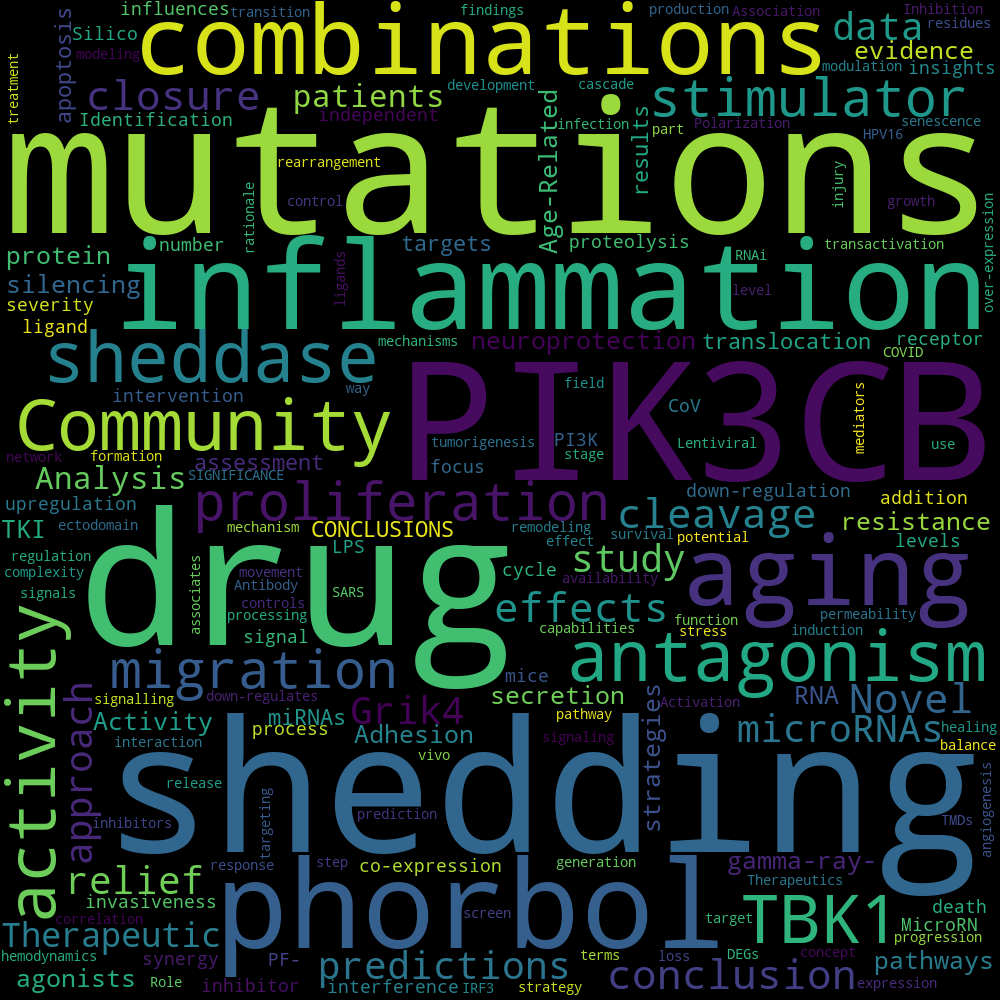 influences
transition
findings
production
Association
Inhibition
Silico
combinations
data
residues
modeling
apoptosis
evidence
treatment
closure
patients
development
cascade
stimulator
modulation
insights
Identification
independent
Age-Related
infection
results
part
Polarization
HPV16
senescence
mutations
rearrangement
rationale
control
injury
growth
protein
number
targets
proteolysis
RNAi
transactivation
over-expression
silencing
inflammation
ligands
level
severity
ligand
sheddase
mechanisms
neuroprotection
translocation
receptor
COVID
intervention
way
PIK3CB
field
CoV
mediators
Community
tumorigenesis
PI3K
stage
Lentiviral
use
network
formation
assessment
focus
Analysis
SIGNIFICANCE
upregulation
proliferation
down-regulation
addition
TKI
ectodomain
mechanism
CONCLUSIONS
remodeling
effect
survival
cleavage
potential
resistance
levels
regulation
complexity
signals
drug
associates
movement
Antibody
controls
processing
signal
LPS
SARS
cycle
study
availability
aging
effects
capabilities
function
stress
permeability
induction
activity
migration
mice
antagonism
signalling
down-regulates
secretion
Activation
RNA
Novel
approach
Activity
miRNAs
Grik4
process
Adhesion
pathway
signaling
strategies
microRNAs
healing
balance
interaction
vivo
release
shedding
inhibitors
targeting
prediction
TMDs
angiogenesis
response
step
co-expression
generation
gamma-ray-
Therapeutics
relief
invasiveness
correlation
phorbol
screen
target
TBK1
death
MicroRN
progression
Therapeutic
hemodynamics
synergy
PF-
predictions
terms
loss
DEGs
concept
pathways
agonists
Role
inhibitor
interference
IRF3
strategy
conclusion
expression